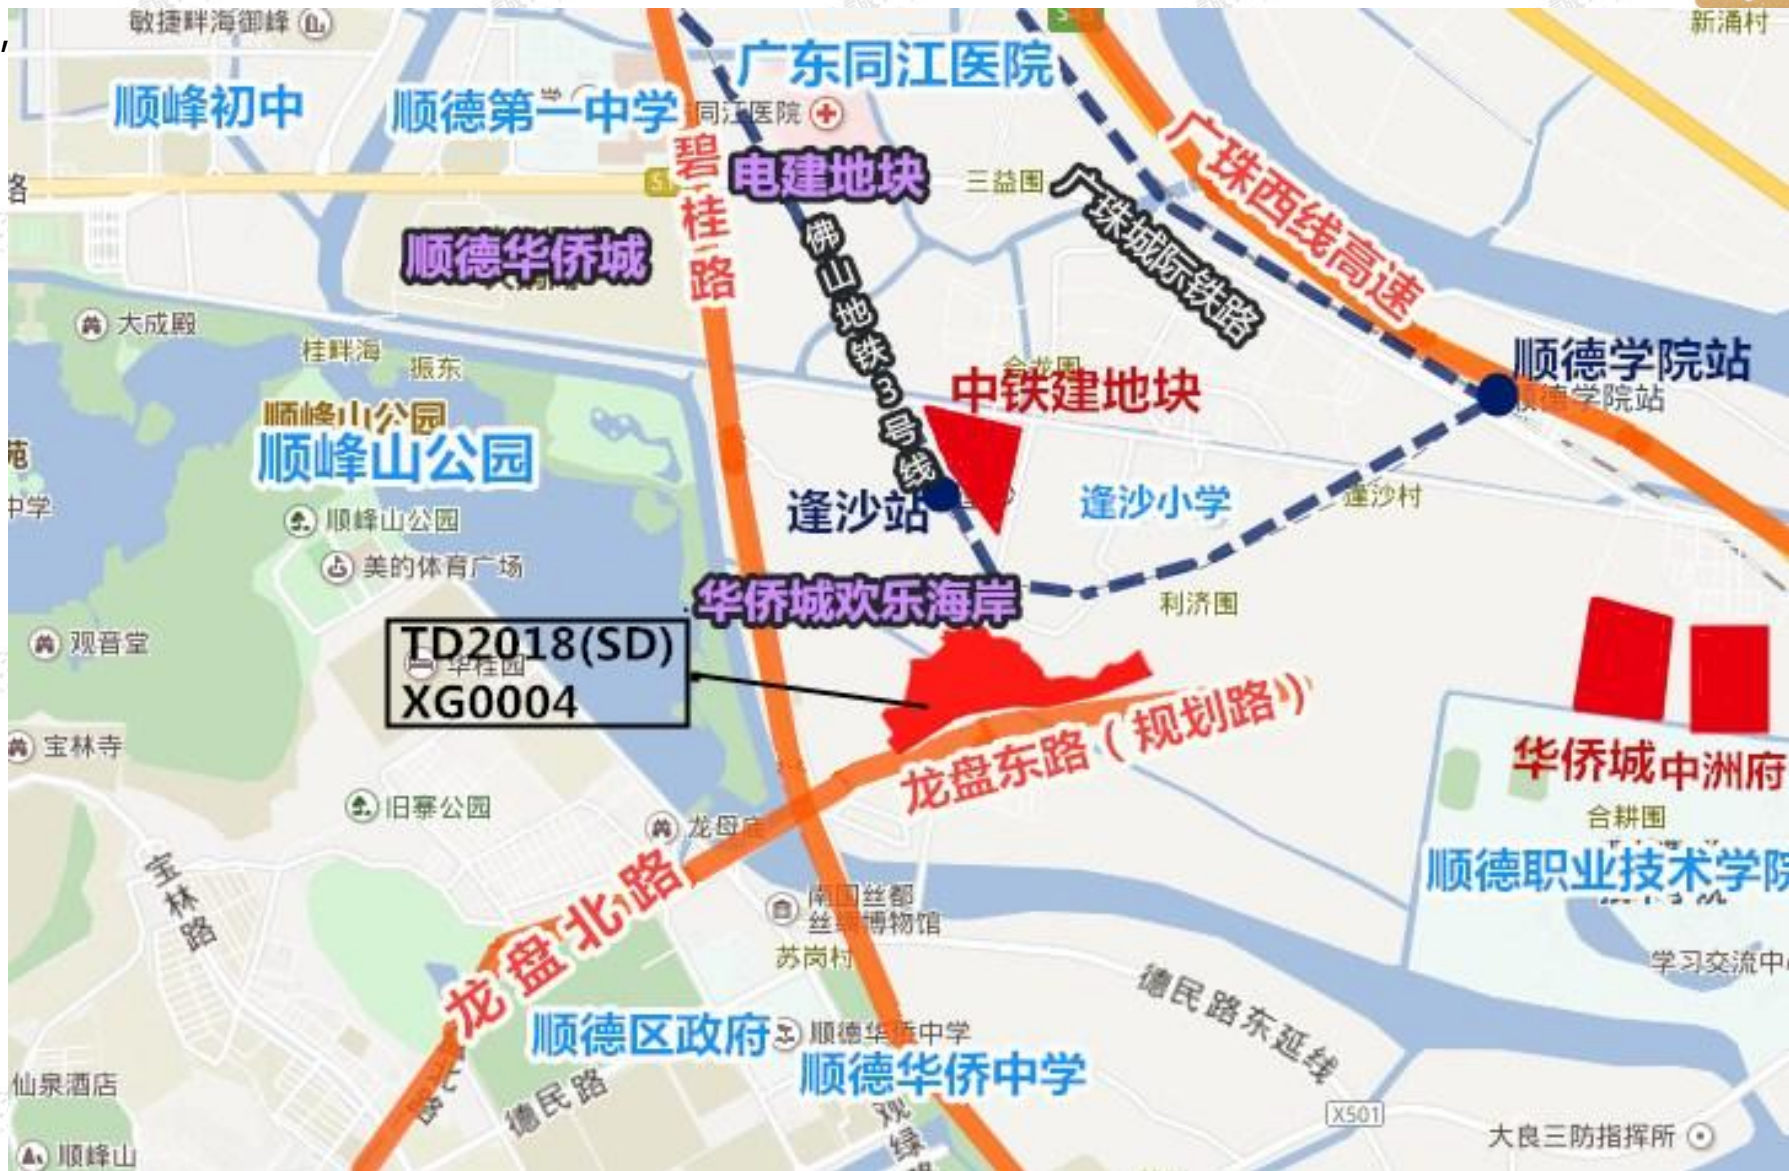 ,
敏捷畔海御峰
新涌村
广东同江医院
顺峰初中
顺德第一中学
同江医院
碧桂路
广珠西线高速
电建地块
三益围
路
广珠城际铁路
佛山地铁3号线
顺德华侨城
大成殿
桂畔海
振东
合龙围
顺德学院站
顺德学院站
中铁建地块
顺峰山公园
顺峰山公园
苑
中学
逢沙站
逢沙小学
逢沙村
顺峰山公园
美的体育广场
华侨城欢乐海岸
利济围
观音堂
TD2018(SD)
XG0004
华桂园
龙盘东路（规划路）
宝林寺
华侨城
中洲府
旧寨公园
龙母庙
合耕围
宝林路
龙盘北路
顺德职业技术学院
南国丝都
丝绸博物馆
苏岗村
学习交流中心
德民路东延线
顺德区政府
顺德华侨中学
顺德华侨中学
仙泉酒店
德民路
观绿路
X501
大良三防指挥所
顺峰山